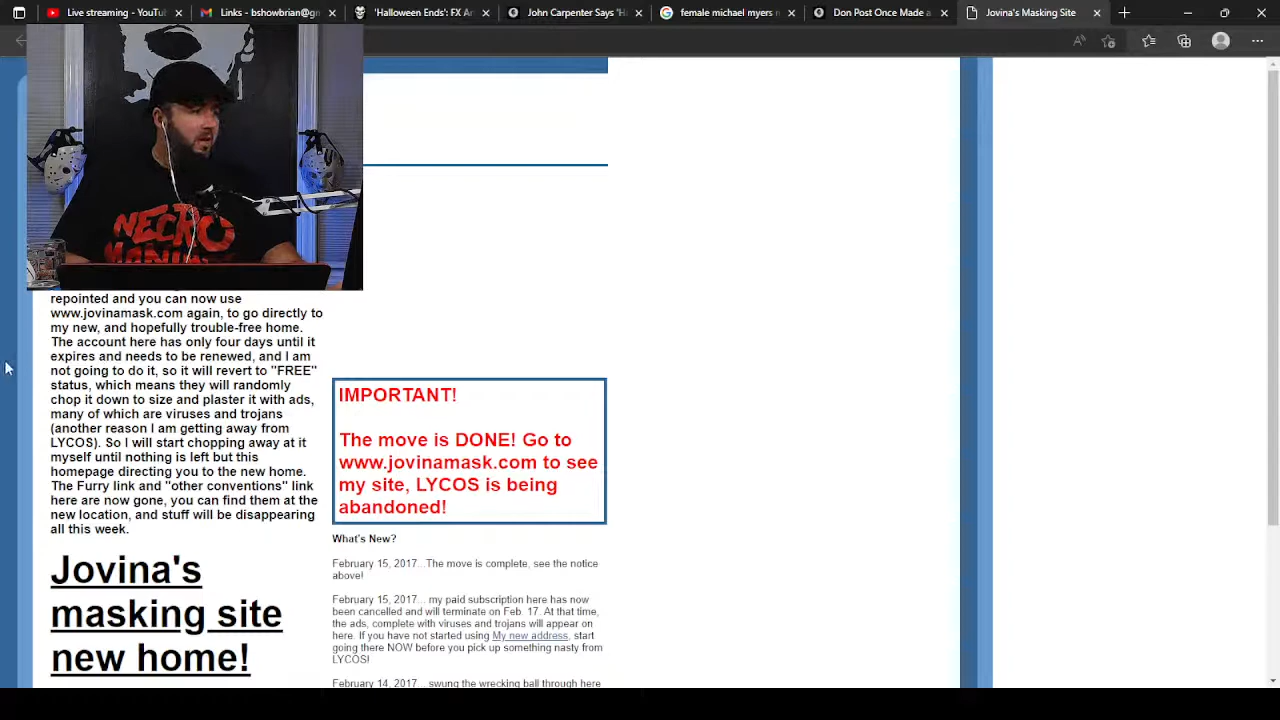 Live streaming - YouTu
Links - bshowbrian@gm
'Halloween Ends': FX Ar
John Carpenter Says 'Ha
female michael myers m
Don Post Once Made a
Jovina's Masking Site
NECRO
repointed and you can now use
www.jovinamask.com again, to go directly to
my new, and hopefully trouble-free home.
The account here has only four days until it
expires and needs to be renewed, and I am
not going to do it, so it will revert to "FREE"
status, which means they will randomly
chop it down to size and plaster it with ads,
many of which are viruses and trojans
(another reason I am getting away from
LYCOS). So I will start chopping away at it
myself until nothing is left but this
homepage directing you to the new home.
The Furry link and "other conventions" link
here are now gone, you can find them at the
new location, and stuff will be disappearing
all this week.
Jovina's
masking site
new home!
IMPORTANT!
The move is DONE! Go to
www.jovinamask.com to see
my site, LYCOS is being
abandoned!
What's New?
February 15, 2017...The move is complete, see the notice
above!
February 15, 2017... my paid subscription here has now
been cancelled and will terminate on Feb. 17. At that time,
the ads, complete with viruses and trojans will appear on
here. If you have not started using My new address, start
going there NOW before you pick up something nasty from
LYCOS!
February 14, 2017... swung the wrecking ball through here